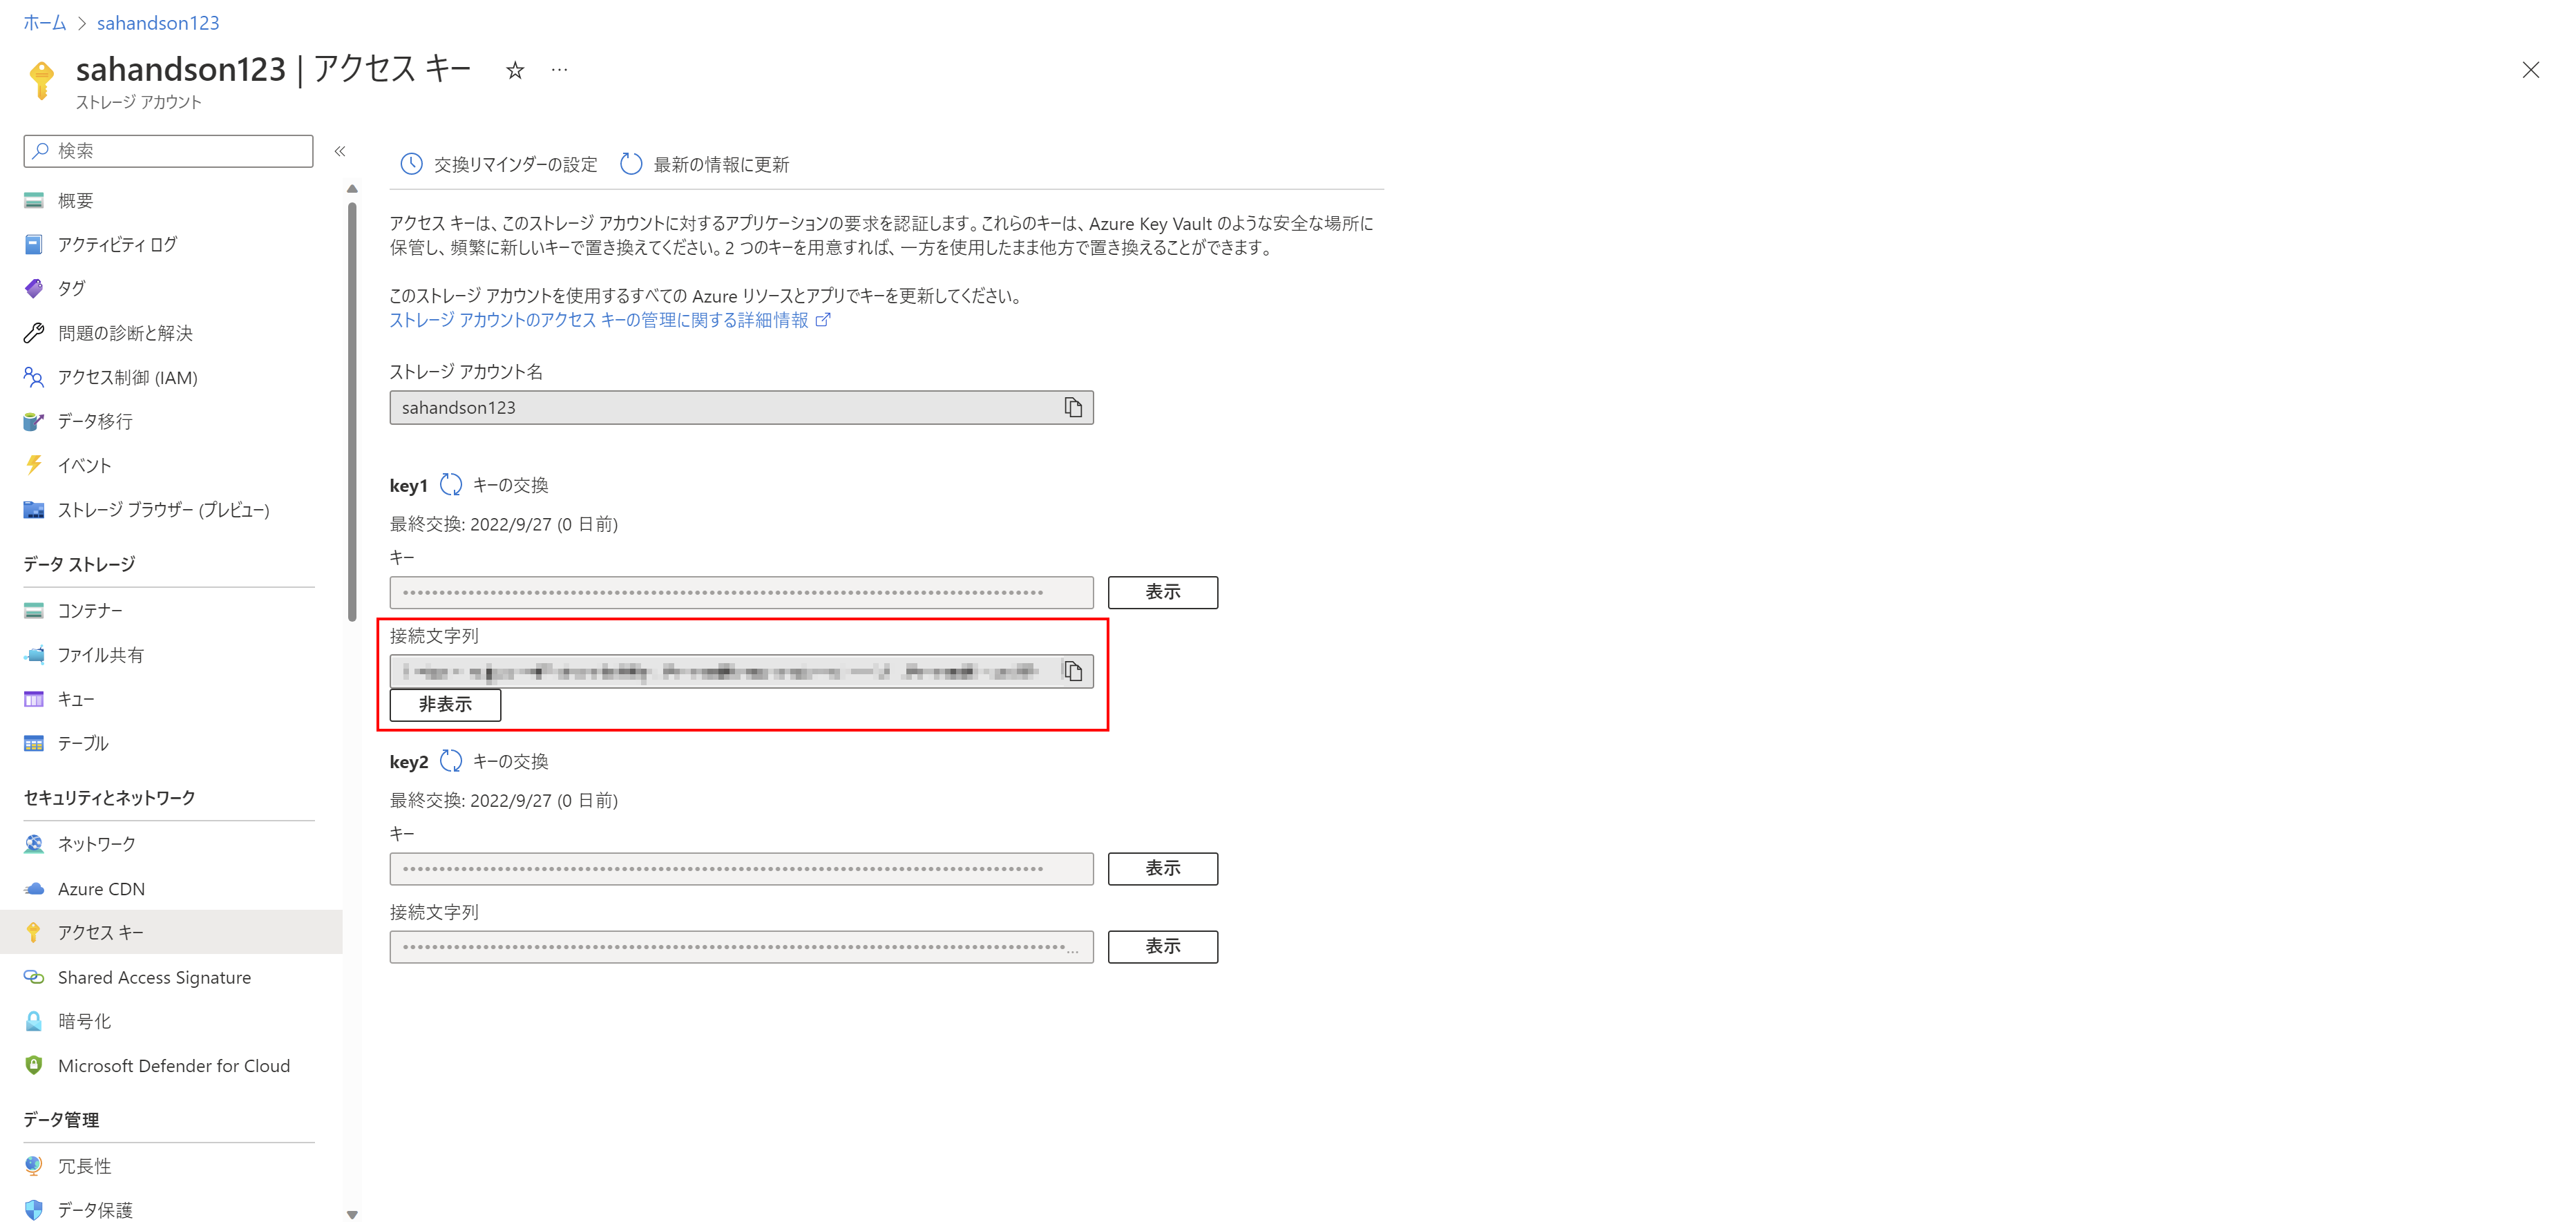 ホーム > sahandson123
sahandson123 | アクセス キー ☆ …
ストレージ アカウント
検索 «
概要
アクティビティ ログ
タグ
問題の診断と解決
アクセス制御 (IAM)
データ移行
イベント
ストレージ ブラウザー (プレビュー)
データ ストレージ
コンテナー
ファイル共有
キュー
テーブル
セキュリティとネットワーク
ネットワーク
Azure CDN
アクセス キー
Shared Access Signature
暗号化
Microsoft Defender for Cloud
データ管理
冗長性
データ保護
交換リマインダーの設定 最新の情報に更新
アクセス キーは、このストレージ アカウントに対するアプリケーションの要求を認証します。これらのキーは、Azure Key Vault のような安全な場所に
保管し、頻繁に新しいキーで置き換えてください。2 つのキーを用意すれば、一方を使用したまま他方で置き換えることができます。
このストレージ アカウントを使用するすべての Azure リソースとアプリでキーを更新してください。
ストレージ アカウントのアクセス キーの管理に関する詳細情報
ストレージ アカウント名
sahandson123
key1 キーの交換
最終交換: 2022/9/27 (0 日前)
キー
表示
接続文字列
非表示
key2 キーの交換
最終交換: 2022/9/27 (0 日前)
キー
表示
接続文字列
表示